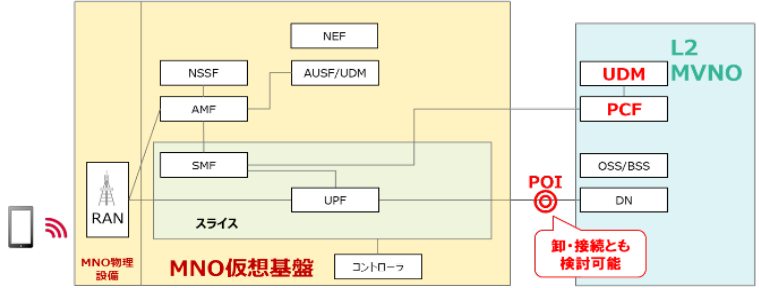 NEF
NSSF
AUSF/UDM
AMF
SMF
UPF
スライス
RAN
MNO物理
設備
MNO仮想基盤
コントローラ
L2
MVNO
UDM
PCF
OSS/BSS
DN
POI
卸・接続とも
検討可能